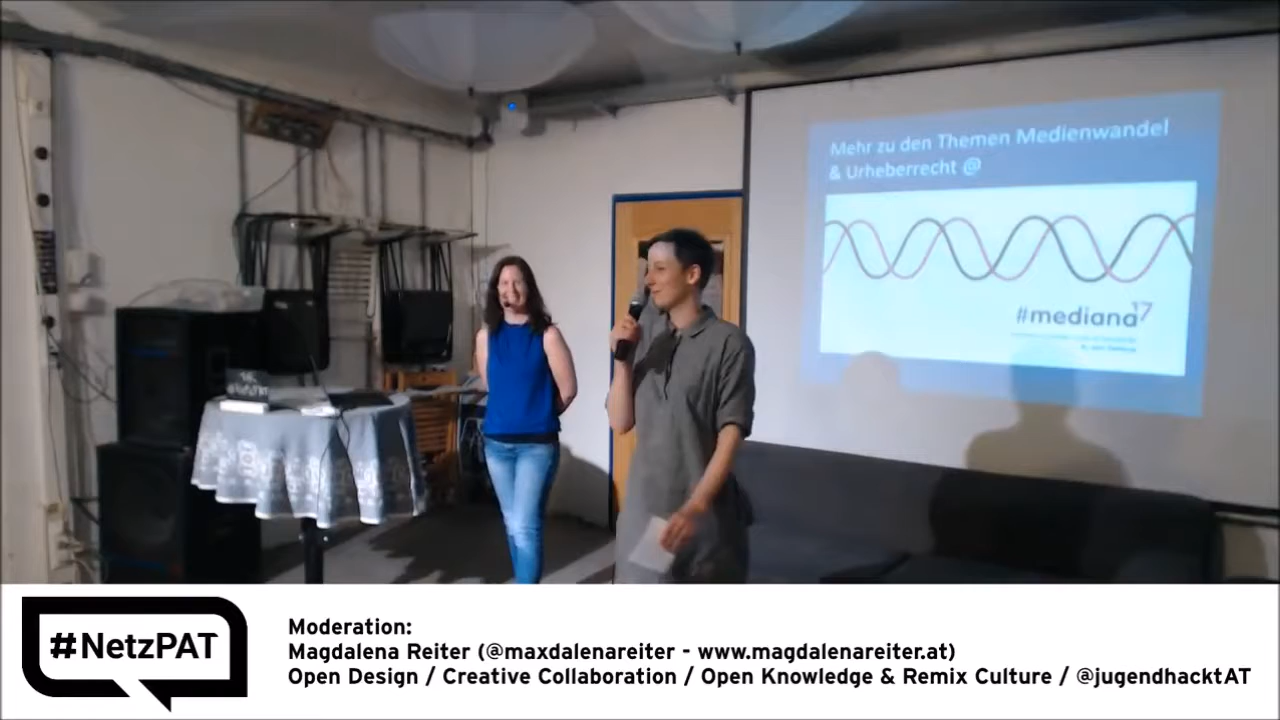 Mehr zu den Themen Medienwandel
& Urheberrecht @
#mediana17
#NetzPAT
Moderation:
Magdalena Reiter (@maxdalenareiter - www.magdalenareiter.at)
Open Design / Creative Collaboration / Open Knowledge & Remix Culture / @jugendhacktAT